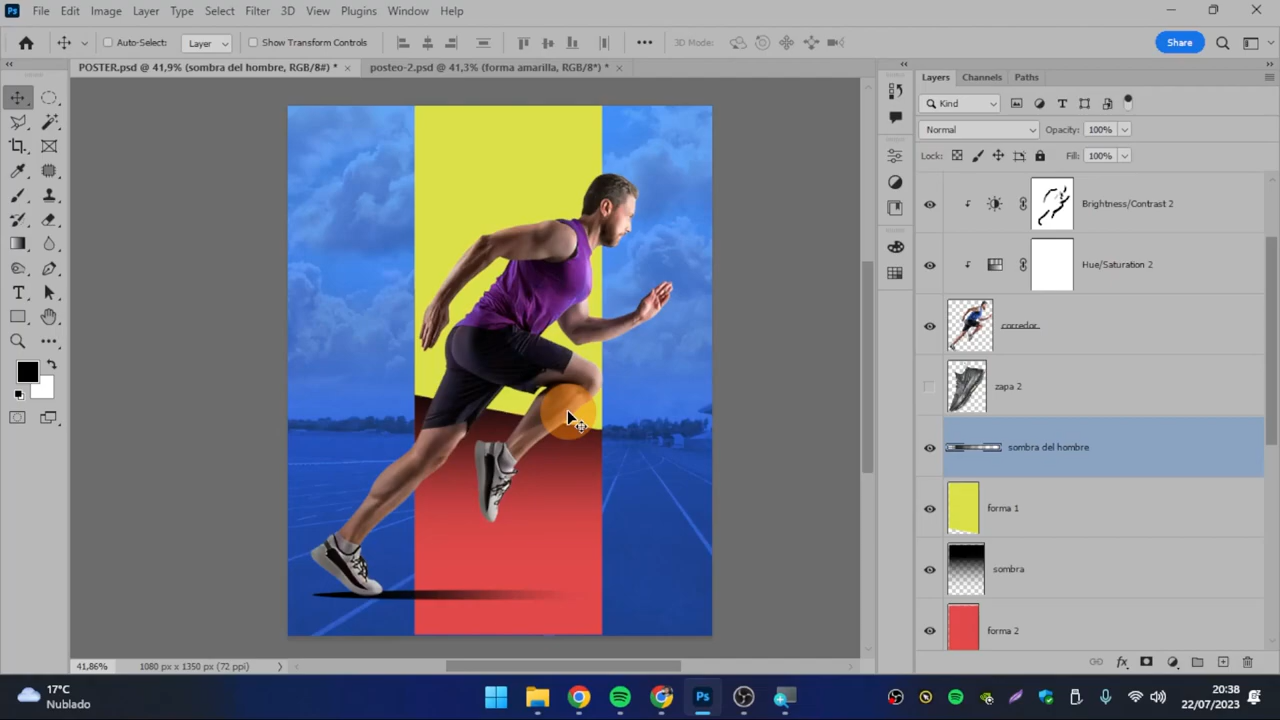 Ps File Edit Image Layer Type Select Filter 3D View Plugins Window Help
Auto-Select: Layer Show Transform Controls 3D Mode: Share
POSTER.psd @ 41,9% (sombra del hombre, RGB/8#) * × posteo-2.psd @ 41,3% (forma amarilla, RGB/8*) * ×
Layers Channels Paths
Kind
Normal Opacity: 100%
Lock: Fill: 100%
Brightness/Contrast 2
Hue/Saturation 2
corredor
zapa 2
sombra del hombre
forma 1
sombra
forma 2
41,86% 1080 px x 1350 px (72 ppi)
17°C
Nublado
Ps
20:38
22/07/2023